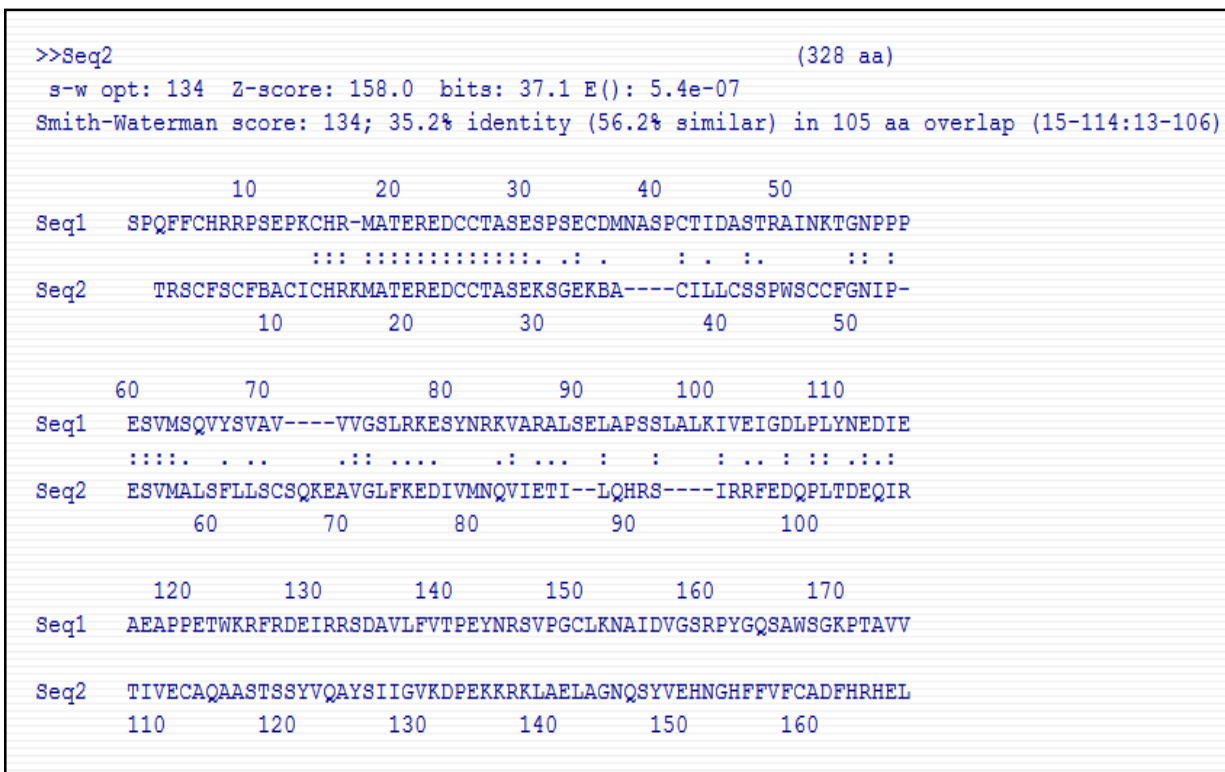 >>Seq2 (328 aa)
s-w opt: 134 Z-score: 158.0 bits: 37.1 E(): 5.4e-07
Smith-Waterman score: 134; 35.2% identity (56.2% similar) in 105 aa overlap (15-114:13-106)
10 20 30 40 50
Seq1 SPQFFCHRRPSEPKCHR-MATEREDCCTASESPSECDMNASPCTIDASTRAINKTGNPPP
::: :::::::::::::. .: . : . :. :: :
Seq2 TRSCFSCFBACICHRKMATEREDCCTASEKSGEKBA----CILLCSSPWSCCFGNIP-
10 20 30 40 50
60 70 80 90 100 110
Seq1 ESVMSQVYSVAV----VVGSLRKESYNRKVARALSELAPSSLALKIVEIGDLPLYNEDIE
::::. . .. .:: .... .: ... : : : .. : :: .:.:
Seq2 ESVMALSFLLSCSQKEAVGLFKEDIVMNQVIETI--LQHRS----IRRFEDQPLTDEQIR
60 70 80 90 100
120 130 140 150 160 170
Seq1 AEAPPETWKRFRDEIRRSDAVLFVTPEYNRSVPGCLKNAIDVGSRPYGQSAWSGKPTAVV
Seq2 TIVECAQAASTSSYVQAYSIIGVKDPEKKRKLAELAGNQSYVEHNGHFFVFCADFHRHEL
110 120 130 140 150 160